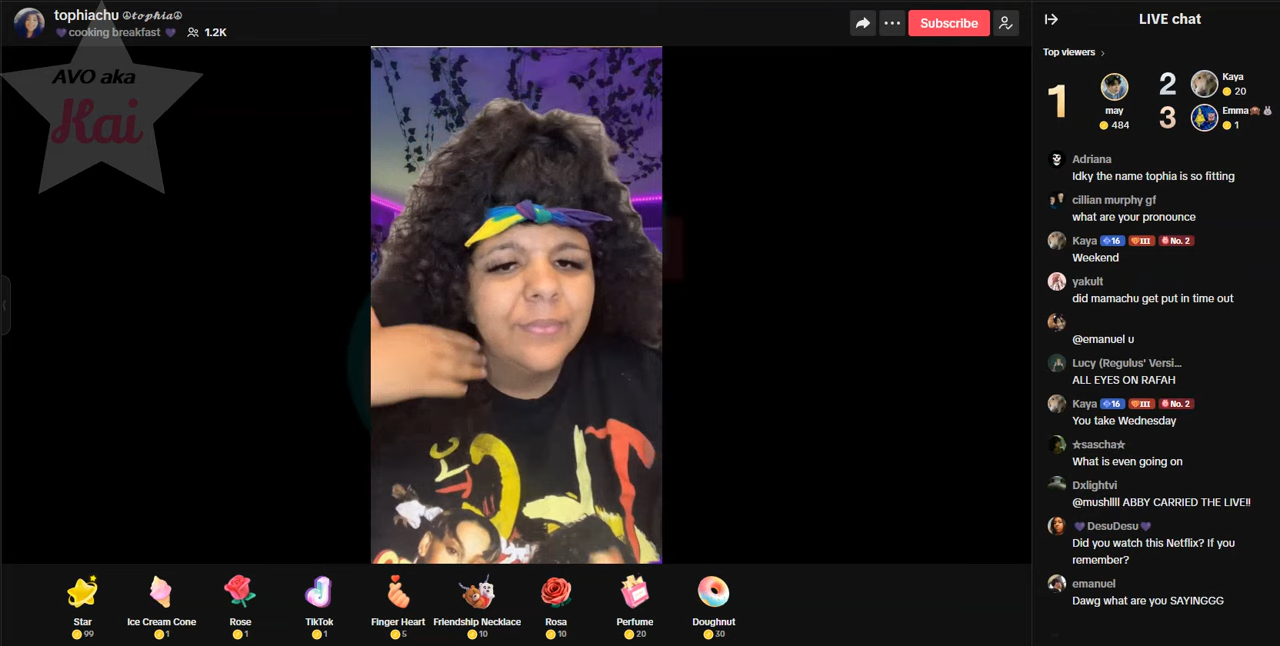 tophiachu ☮𝓽𝓸𝓹𝓱𝓲𝓪☮
💜cooking breakfast 💜 1.2K
Subscribe
AVO aka
Kai
LIVE chat
Top viewers ›
1
may
484
2
Kaya
20
3
Emma🙈🐰
1
Adriana
Idky the name tophia is so fitting
cillian murphy gf
what are your pronounce
Kaya 16 III No. 2
Weekend
yakult
did mamachu get put in time out
@emanuel u
Lucy (Regulus' Versi...
ALL EYES ON RAFAH
Kaya 16 III No. 2
You take Wednesday
☆sascha☆
What is even going on
Dxlightvi
@mushllll ABBY CARRIED THE LIVE!!
💜DesuDesu💜
Did you watch this Netflix? If you
remember?
emanuel
Dawg what are you SAYINGGG
Star Ice Cream Cone Rose TikTok Finger Heart Friendship Necklace Rosa Perfume Doughnut
99 1 1 1 5 10 10 20 30